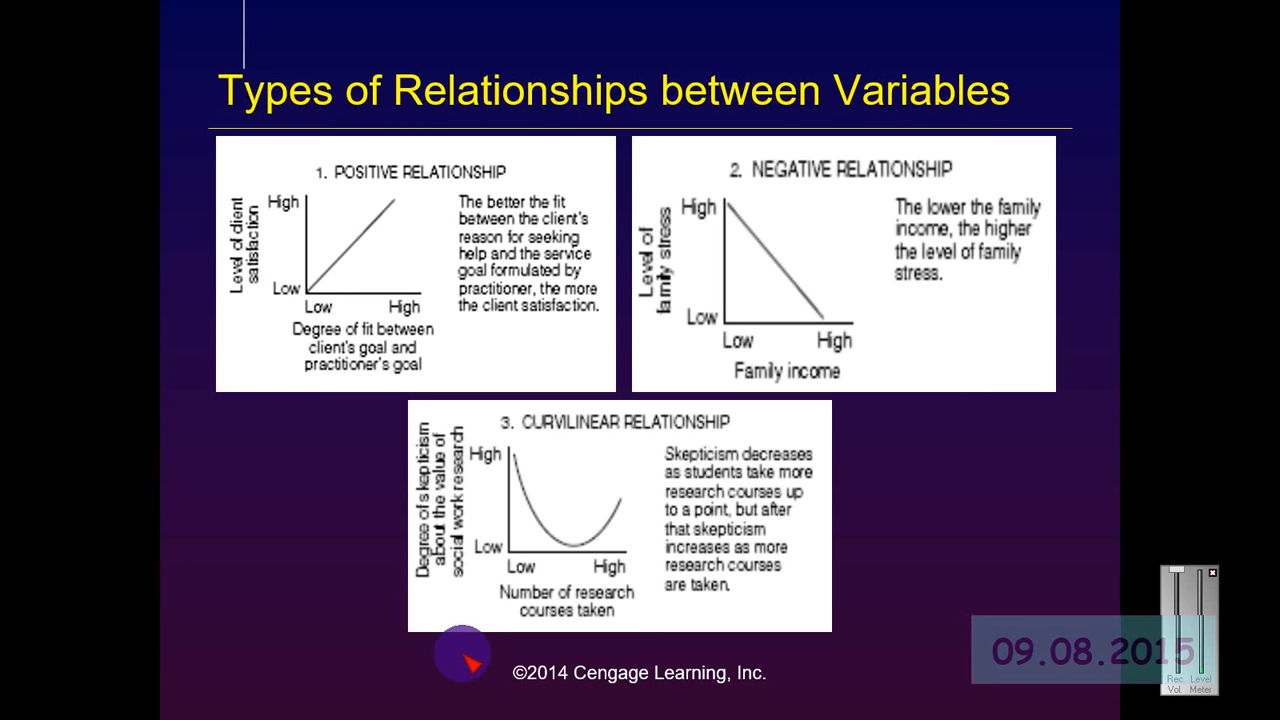 Types of Relationships between Variables
1. POSITIVE RELATIONSHIP
Level of client
satisfaction
High
Low
Low High
Degree of fit between
client's goal and
practitioner's goal
The better the fit
between the client's
reason for seeking
help and the service
goal formulated by
practitioner, the more
the client satisfaction.
2. NEGATIVE RELATIONSHIP
Level of
family stress
High
Low
Low High
Family income
The lower the family
income, the higher
the level of family
stress.
3. CURVILINEAR RELATIONSHIP
Degree of skepticism
about the value of
social work research
High
Low
Low High
Number of research
courses taken
Skepticism decreases
as students take more
research courses up
to a point, but after
that skepticism
increases as more
research courses
are taken.
©2014 Cengage Learning, Inc.
09.08.2015
Rec Level
Vol Meter